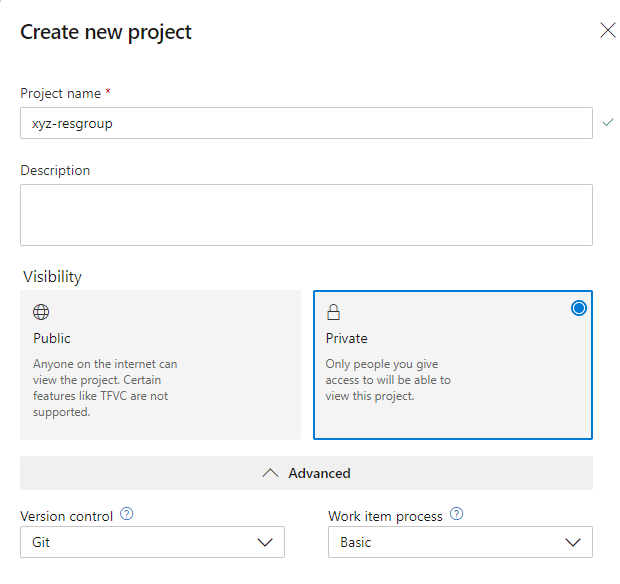 Create new project
Project name *
xyz-resgroup
Description
Visibility
Public
Anyone on the internet can
view the project. Certain
features like TFVC are not
supported.
Private
Only people you give
access to will be able to
view this project.
Advanced
Version control ?
Git
Work item process ?
Basic